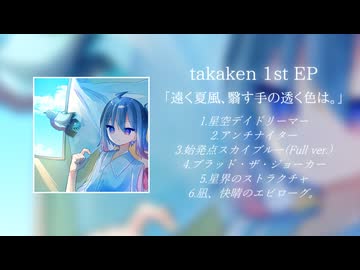 takaken 1st EP
「遠く夏風、翳す手の透く色は。」
1.星空デイドリーマー
2.アンチナイター
3.始発点スカイブルー(Full ver.)
4.ブラッド・ザ・ジョーカー
5.星界のストラクチャ
6.凪、快晴のエピローグ。